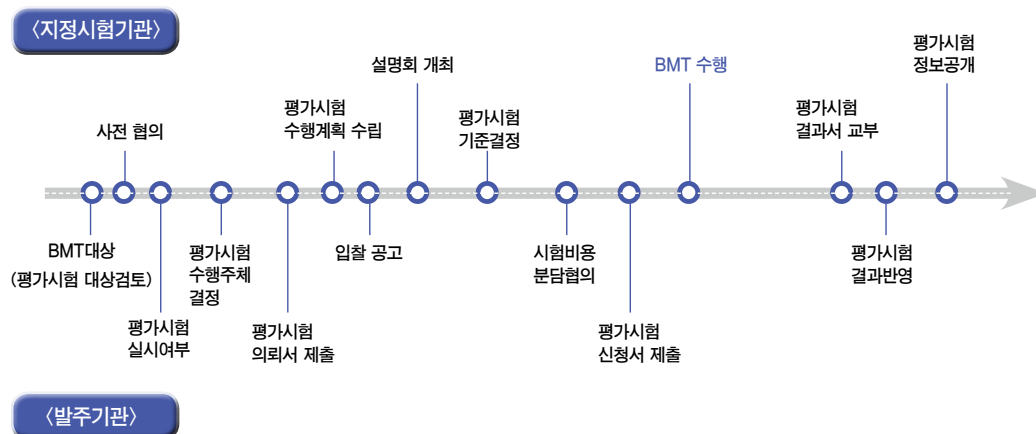 〈지정시험기관〉
사전 협의
평가시험
수행계획 수립
설명회 개최
평가시험
기준결정
BMT 수행
평가시험
결과서 교부
평가시험
정보공개
BMT대상
(평가시험 대상검토)
평가시험
실시여부
평가시험
수행주체
결정
평가시험
의뢰서 제출
입찰 공고
시험비용
분담협의
평가시험
신청서 제출
평가시험
결과반영
〈발주기관〉